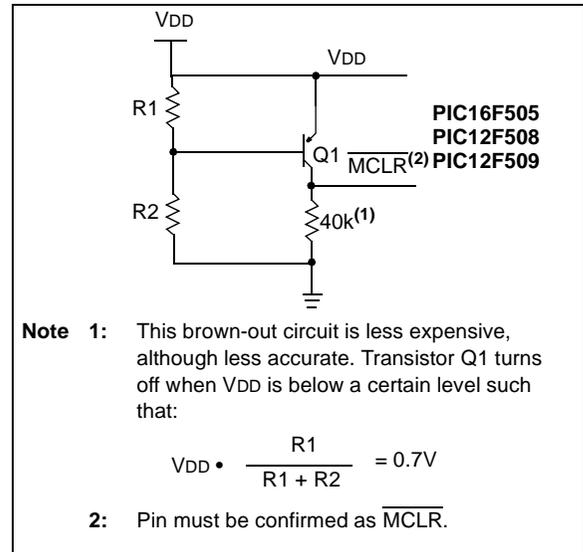 VDD
VDD
R1
PIC16F505
PIC12F508
Q1 MCLR(2) PIC12F509
R2
40k(1)
Note 1: This brown-out circuit is less expensive,
although less accurate. Transistor Q1 turns
off when VDD is below a certain level such
that:
VDD • R1 / R1 + R2 = 0.7V
2: Pin must be confirmed as MCLR.